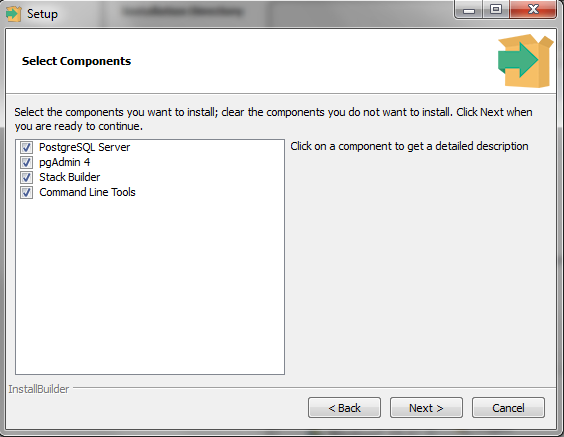 Installation Directory
Setup
Select Components
Select the components you want to install; clear the components you do not want to install. Click Next when
you are ready to continue.
PostgreSQL Server
pgAdmin 4
Stack Builder
Command Line Tools
Click on a component to get a detailed description
InstallBuilder
< Back
Next >
Cancel